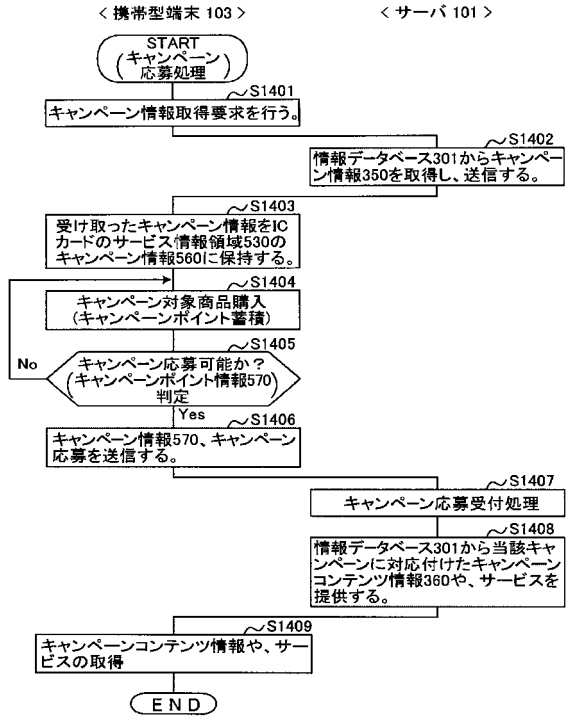 ＜携帯型端末 103＞
＜サーバ 101＞
START
(キャンペーン
応募処理)
S1401
キャンペーン情報取得要求を行う。
S1402
情報データベース301からキャンペー
ン情報350を取得し、送信する。
S1403
受け取ったキャンペーン情報をIC
カードのサービス情報領域530の
キャンペーン情報560に保持する。
S1404
キャンペーン対象商品購入
(キャンペーンポイント蓄積)
S1405
キャンペーン応募可能か？
(キャンペーンポイント情報570)
判定
No
Yes
S1406
キャンペーン情報570、キャンペーン
応募を送信する。
S1407
キャンペーン応募受付処理
S1408
情報データベース301から当該キャ
ンペーンに対応付けたキャンペーン
コンテンツ情報360や、サービスを
提供する。
S1409
キャンペーンコンテンツ情報や、サー
ビスの取得
END